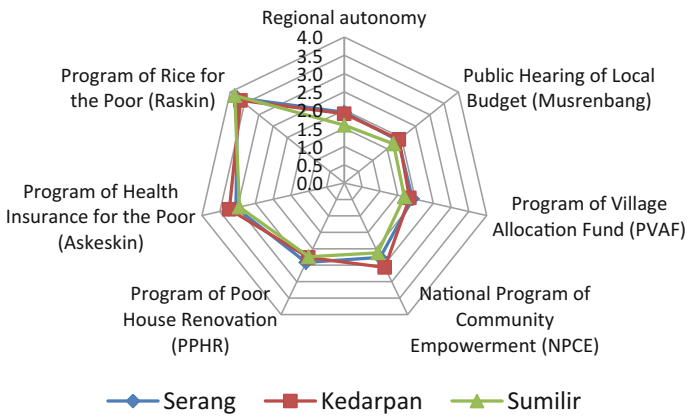 Regional autonomy
4.0
3.5
3.0
2.5
2.0
1.5
1.0
0.5
0.0
Public Hearing of Local
Budget (Musrenbang)
Program of Village
Allocation Fund (PVAF)
National Program of
Community
Empowerment (NPCE)
Program of Poor
House Renovation
(PPHR)
Program of Health
Insurance for the Poor
(Askeskin)
Program of Rice for
the Poor (Raskin)
Serang
Kedarpan
Sumilir